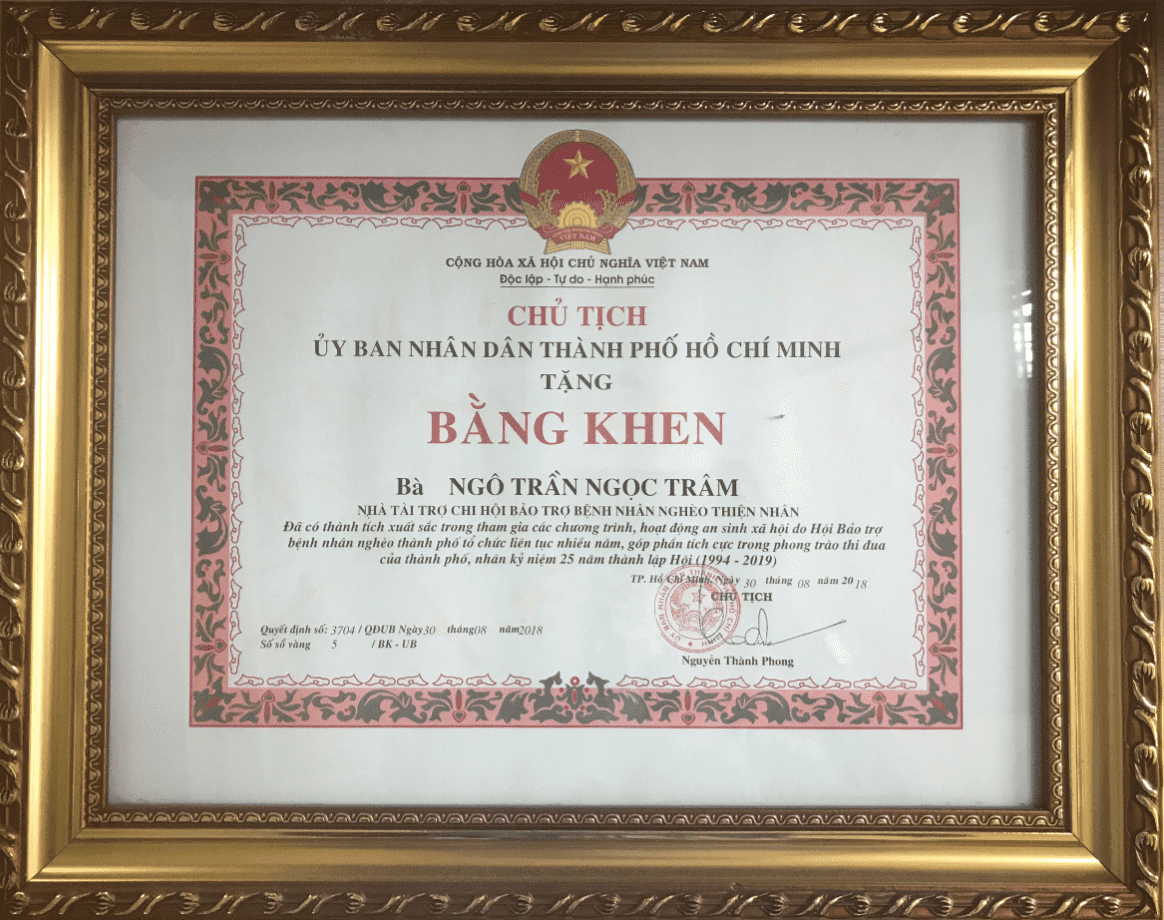 VIỆT NAM
CỘNG HÒA XÃ HỘI CHỦ NGHĨA VIỆT NAM
Độc lập - Tự do - Hạnh phúc
CHỦ TỊCH
ỦY BAN NHÂN DÂN THÀNH PHỐ HỒ CHÍ MINH
TẶNG
BẰNG KHEN
Bà NGÔ TRẦN NGỌC TRÂM
NHÀ TÀI TRỢ CHI HỘI BẢO TRỢ BỆNH NHÂN NGHÈO THIỆN NHÂN
Đã có thành tích xuất sắc trong tham gia các chương trình, hoạt động an sinh xã hội do Hội Bảo trợ
bệnh nhân nghèo thành phố tổ chức liên tục nhiều năm, góp phần tích cực trong phong trào thi đua
của thành phố, nhân kỷ niệm 25 năm thành lập Hội (1994 - 2019)
TP. Hồ Chí Minh, Ngày 30 tháng 08 năm 2018
CHỦ TỊCH
Quyết định số: 3704 / QĐUB Ngày 30 tháng 08 năm 2018
Số sổ vàng 5 / BK - UB
Nguyễn Thành Phong